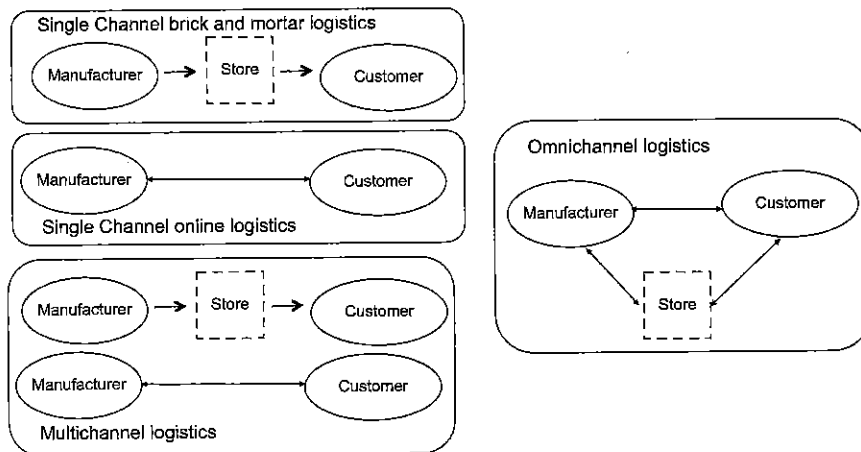 Single Channel brick and mortar logistics
Manufacturer
Store
Customer
Manufacturer
Customer
Single Channel online logistics
Manufacturer
Store
Customer
Manufacturer
Customer
Multichannel logistics
Omnichannel logistics
Manufacturer
Customer
Store